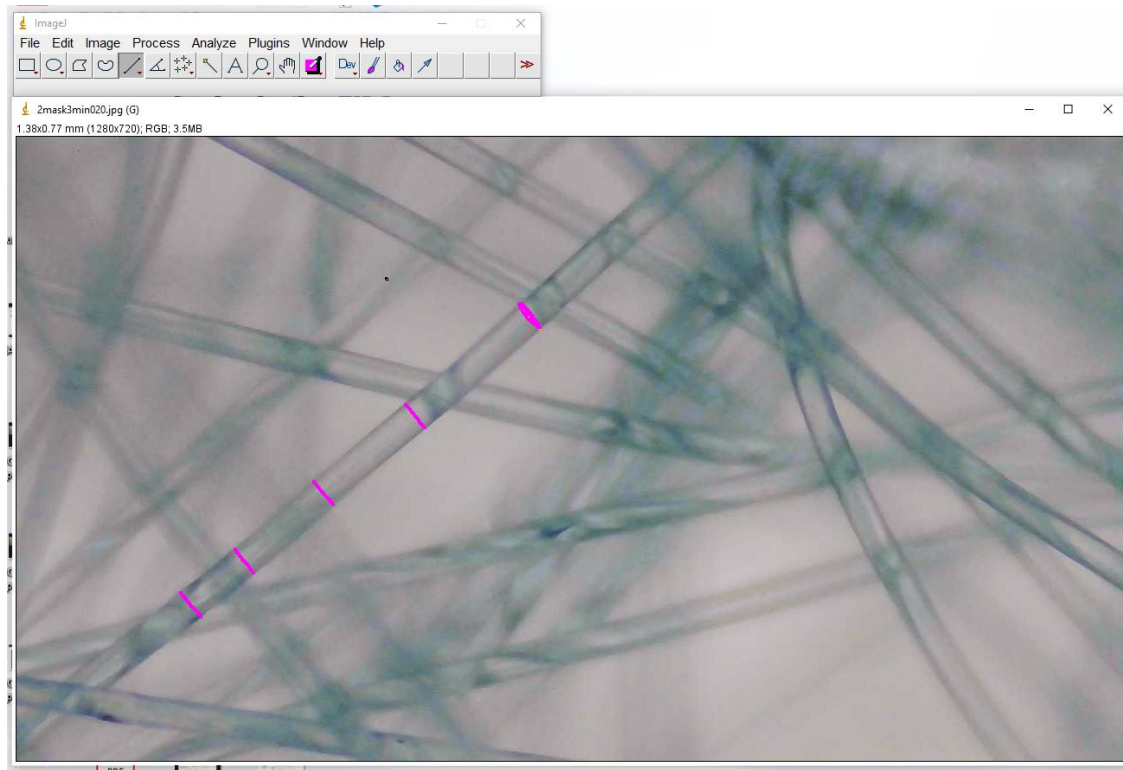 ImageJ
File Edit Image Process Analyze Plugins Window Help
Dev
2mask3min020.jpg (G)
1.38x0.77 mm (1280x720); RGB; 3.5MB